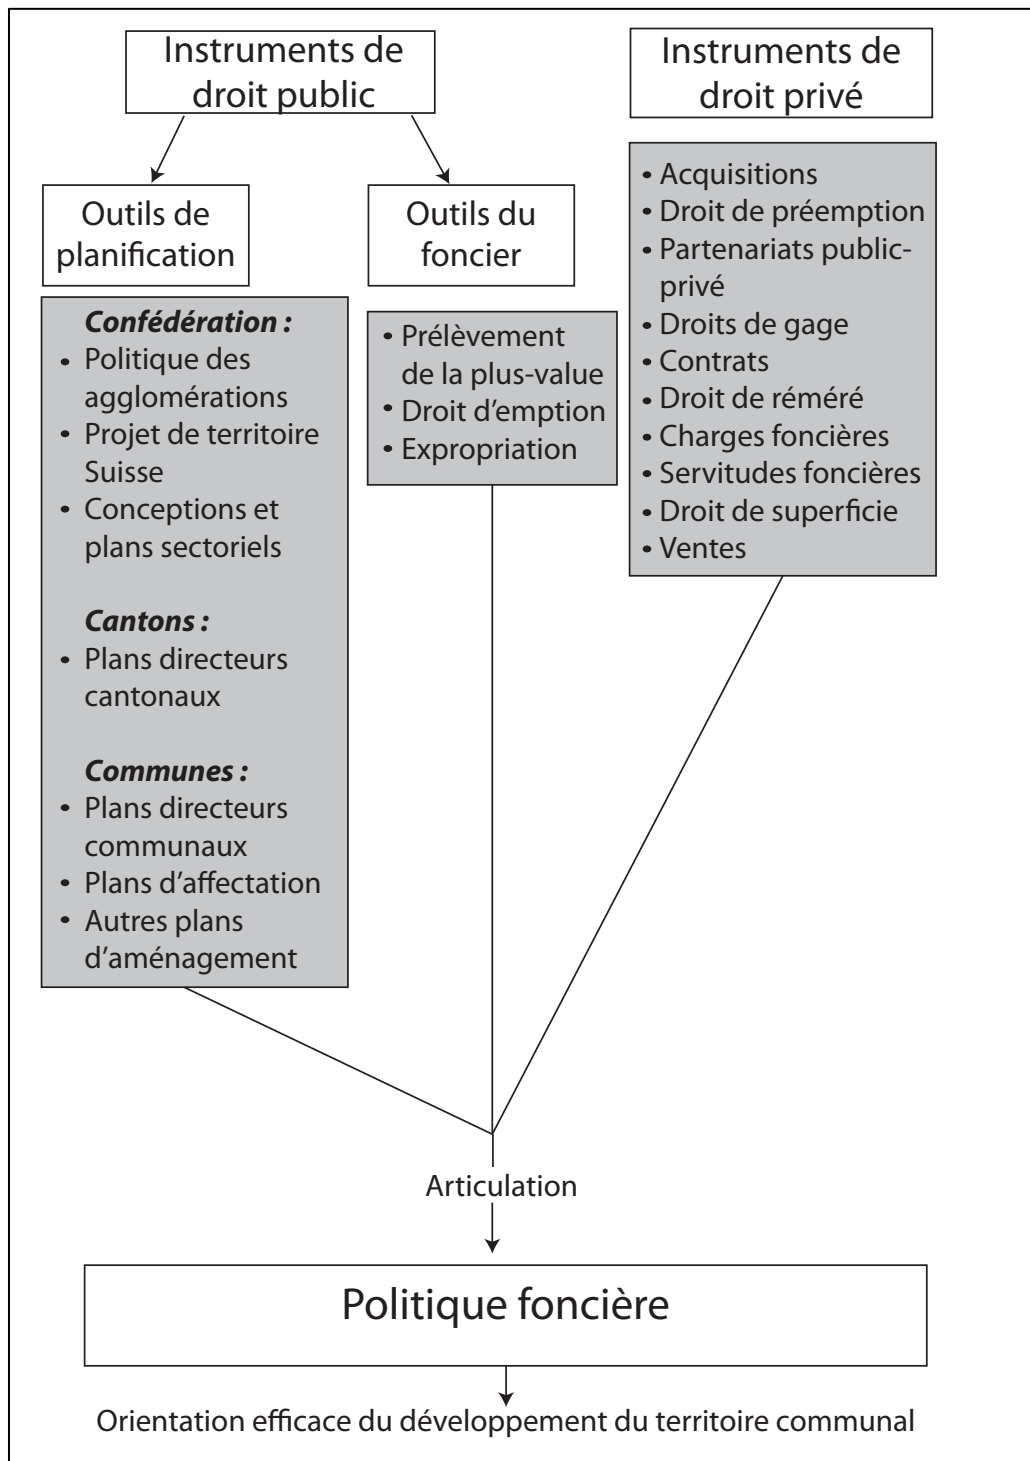 Instruments de
droit public
Instruments de
droit privé
Outils de
planification
Outils du
foncier
Confédération :
• Politique des
agglomérations
• Projet de territoire
Suisse
• Conceptions et
plans sectoriels
Cantons :
• Plans directeurs
cantonaux
Communes :
• Plans directeurs
communaux
• Plans d'affectation
• Autres plans
d'aménagement
• Prélèvement
de la plus-value
• Droit d'emption
• Expropriation
• Acquisitions
• Droit de préemption
• Partenariats public-
privé
• Droits de gage
• Contrats
• Droit de réméré
• Charges foncières
• Servitudes foncières
• Droit de superficie
• Ventes
Articulation
Politique foncière
Orientation efficace du développement du territoire communal